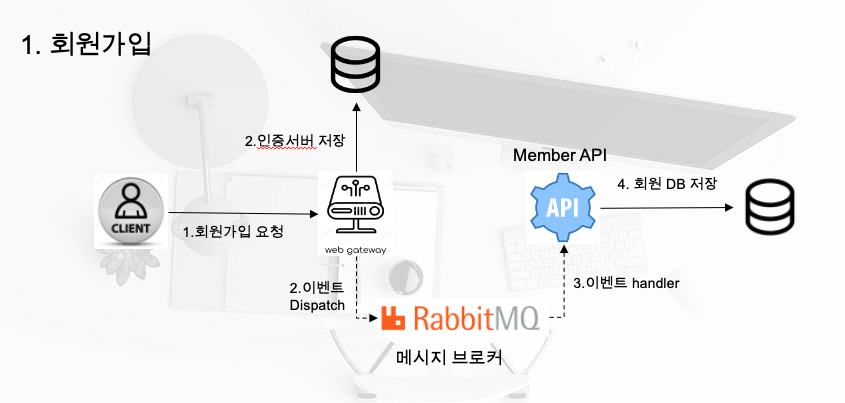 1. 회원가입
2.인증서버 저장
Member API
4. 회원 DB 저장
API
CLIENT
1.회원가입 요청
web gateway
2.이벤트
Dispatch
3.이벤트 handler
RabbitMQ
메시지 브로커